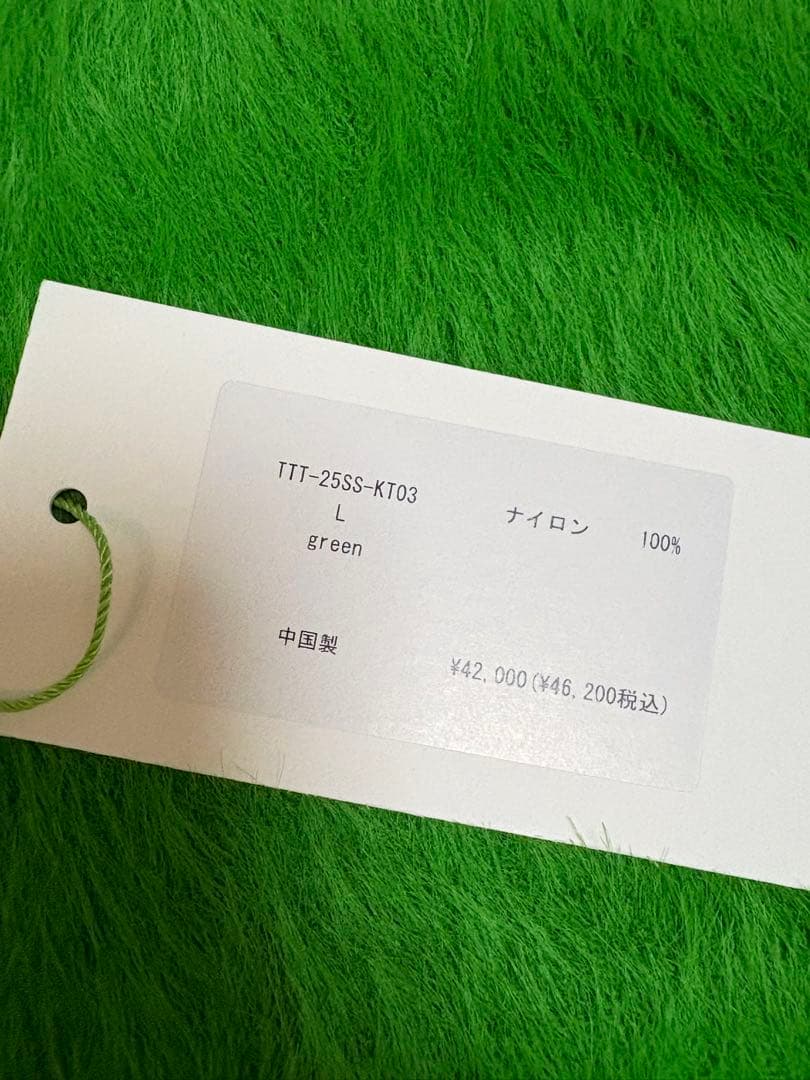 TTT-25SS-KT03
L
green
ナイロン 100%
中国製
¥42,000(¥46,200税込)